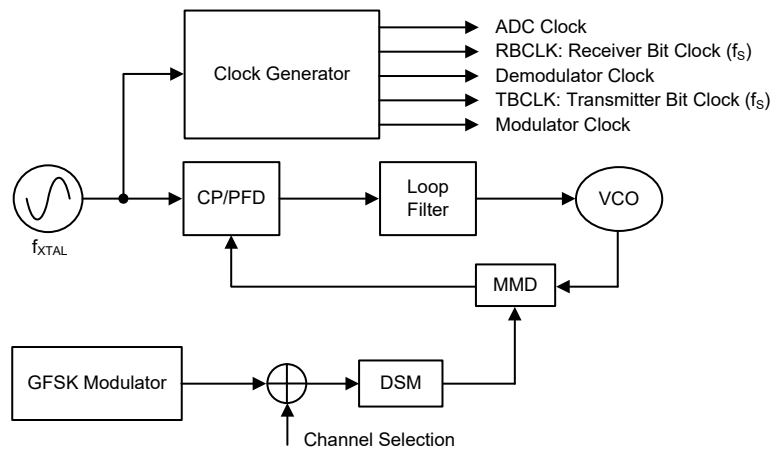 Clock Generator
ADC Clock
RBCLK: Receiver Bit Clock (fS)
Demodulator Clock
TBCLK: Transmitter Bit Clock (fS)
Modulator Clock
fXTAL
CP/PFD
Loop
Filter
VCO
MMD
GFSK Modulator
DSM
Channel Selection